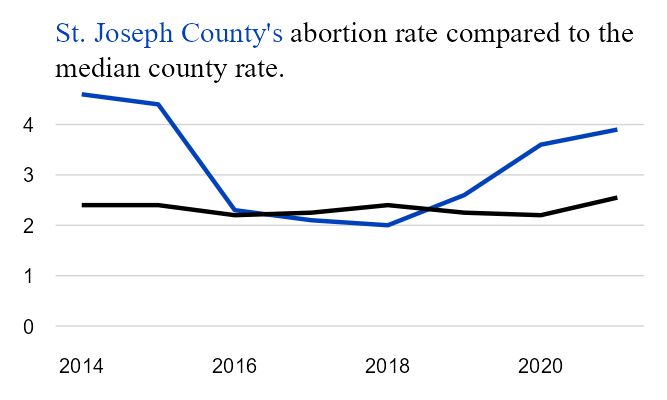 St. Joseph County's abortion rate compared to the
median county rate.
4
3
2
1
0
2014 2016 2018 2020